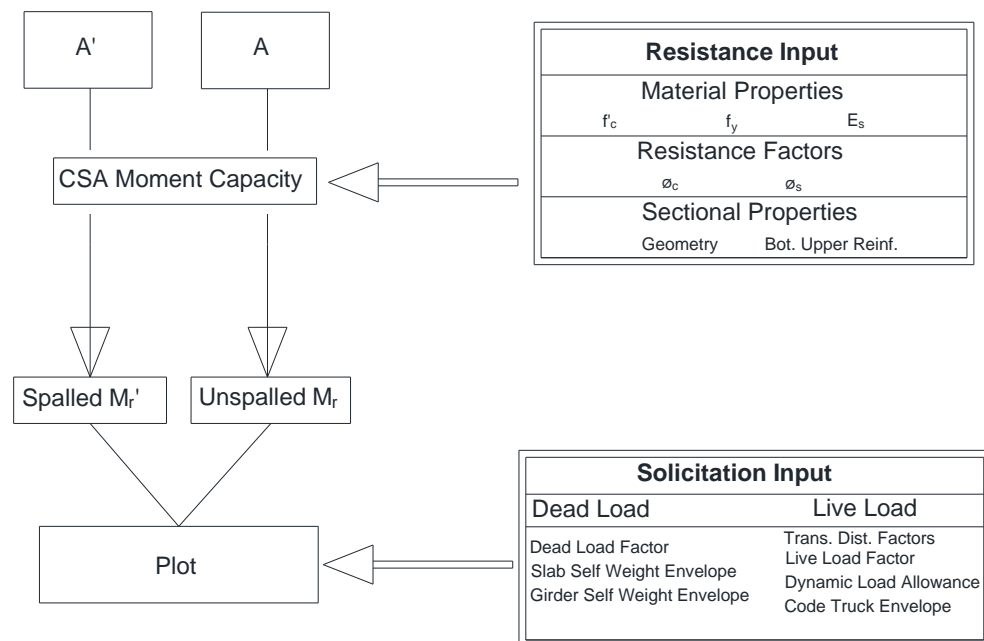 A'
A
CSA Moment Capacity
Spalled Mr'
Unspalled Mr
Plot
Resistance Input
Material Properties
f'c fy Es
Resistance Factors
øc øs
Sectional Properties
Geometry Bot. Upper Reinf.
Solicitation Input
Dead Load
Dead Load Factor
Slab Self Weight Envelope
Girder Self Weight Envelope
Live Load
Trans. Dist. Factors
Live Load Factor
Dynamic Load Allowance
Code Truck Envelope